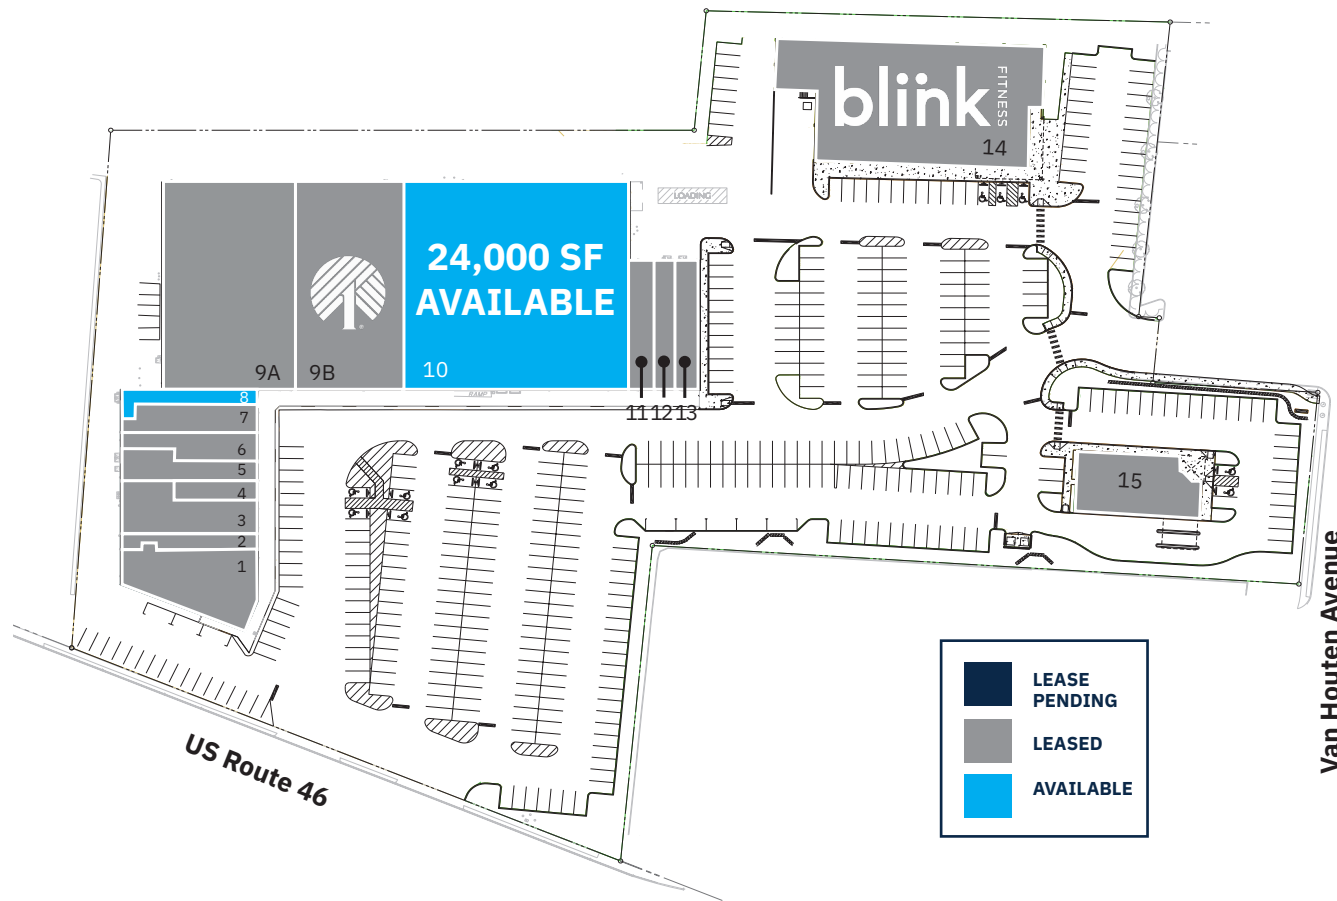 blink
FITNESS
14
LOADING
24,000 SF
AVAILABLE
9A
9B
10
11
12
13
RAMP
8
7
6
5
4
3
2
1
15
US Route 46
Van Houten Avenue
LEASE
PENDING
LEASED
AVAILABLE